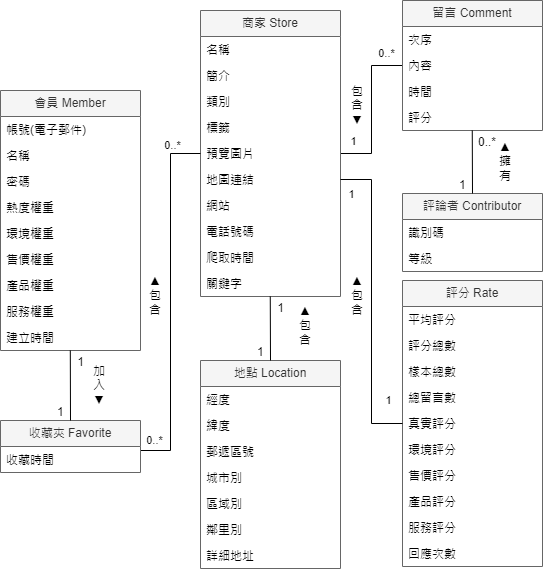 會員 Member
帳號(電子郵件)
名稱
密碼
熱度權重
環境權重
售價權重
產品權重
服務權重
建立時間
1
加入▼
1
收藏夾 Favorite
收藏時間
0..*
▲包含
0..*
商家 Store
名稱
簡介
類別
標籤
預覽圖片
地圖連結
網站
電話號碼
爬取時間
關鍵字
1
▲包含
1
地點 Location
經度
緯度
郵遞區號
城市別
區域別
鄰里別
詳細地址
0..*
包含▼
1
1
▲包含
1
留言 Comment
次序
內容
時間
評分
0..*
▲擁有
1
評論者 Contributor
識別碼
等級
評分 Rate
平均評分
評分總數
樣本總數
總留言數
真實評分
環境評分
售價評分
產品評分
服務評分
回應次數